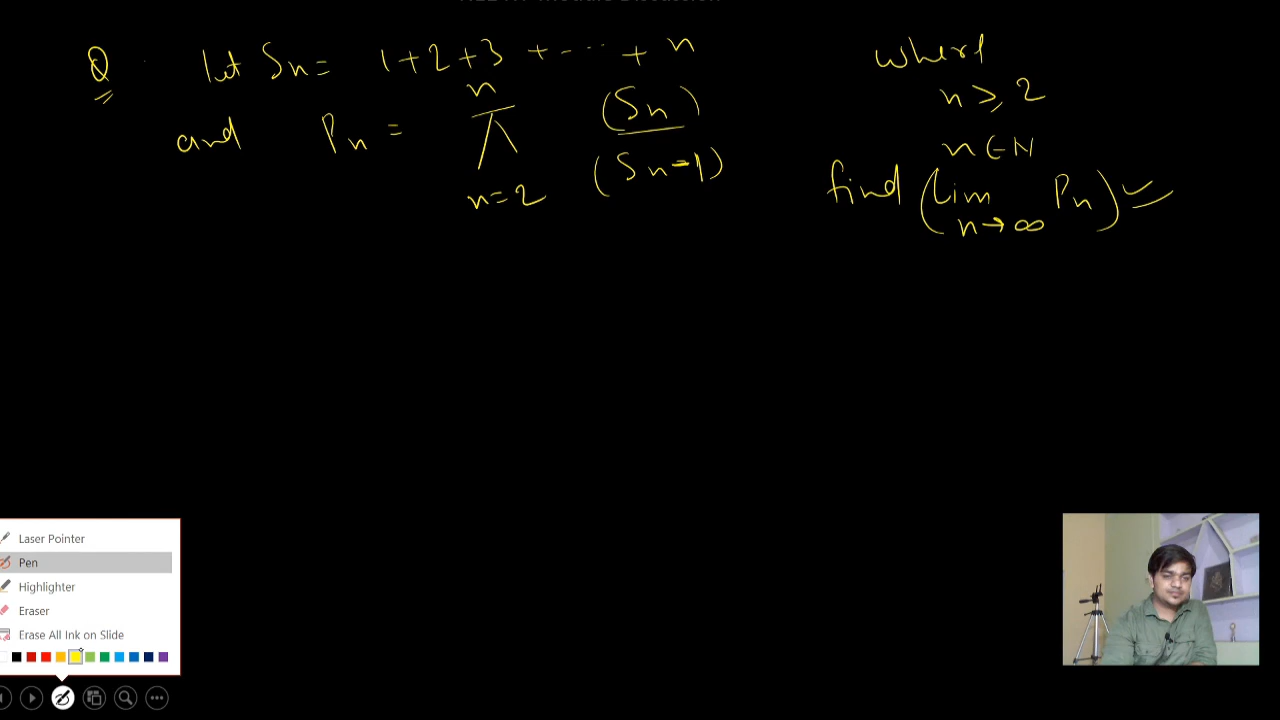 Q. let Sn = 1+2+3+-··+ n where
n ≥ 2
and Pn = n π n=2 (Sn) / (Sn-1)
n ∈ N
find (Lim n→∞ Pn)
Laser Pointer
Pen
Highlighter
Eraser
Erase All Ink on Slide